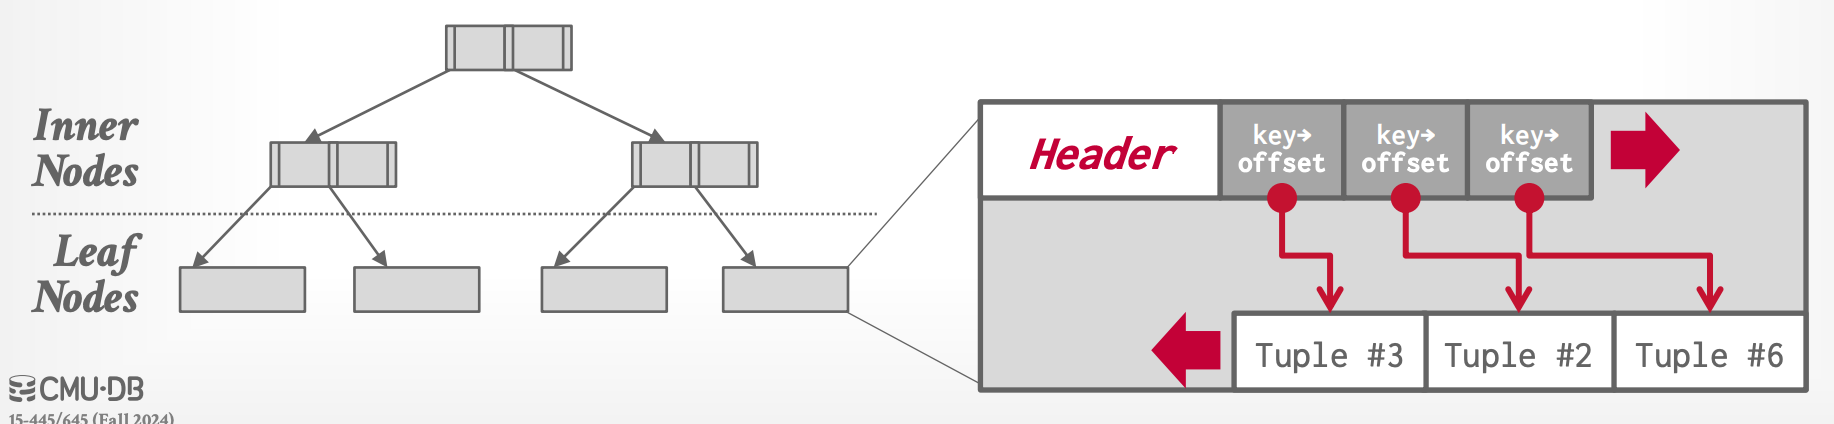 Inner
Nodes
Leaf
Nodes
Header
key→
offset
key→
offset
key→
offset
Tuple #3
Tuple #2
Tuple #6
CMU·DB
15-445/645 (Fall 2024)